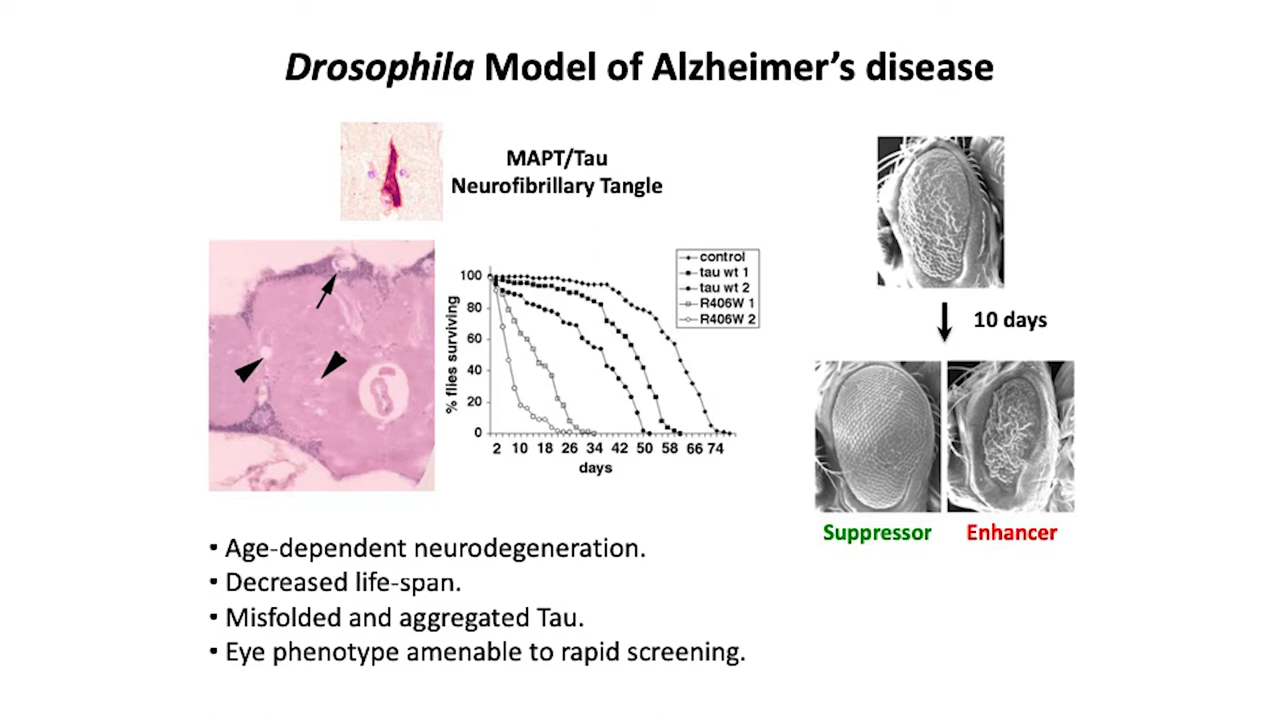 Drosophila Model of Alzheimer's disease
MAPT/Tau
Neurofibrillary Tangle
control
tau wt 1
tau wt 2
R406W 1
R406W 2
% flies surviving
100
80
60
40
20
0
2 10 18 26 34 42 50 58 66 74
days
10 days
Suppressor
Enhancer
• Age-dependent neurodegeneration.
• Decreased life-span.
• Misfolded and aggregated Tau.
• Eye phenotype amenable to rapid screening.